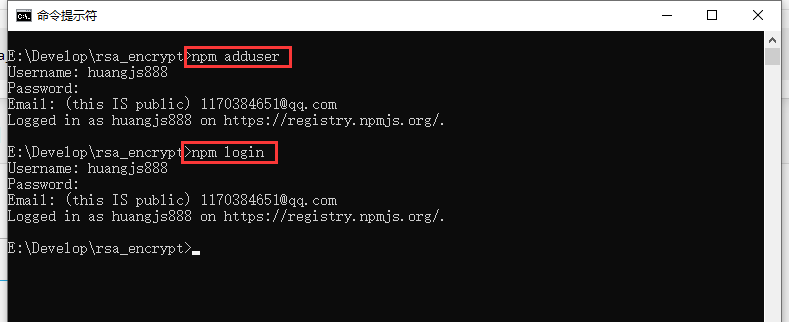 命令提示符
E:\Develop\rsa_encrypt>npm adduser
Username: huangjs888
Password:
Email: (this IS public) 1170384651@qq.com
Logged in as huangjs888 on https://registry.npmjs.org/.
E:\Develop\rsa_encrypt>npm login
Username: huangjs888
Password:
Email: (this IS public) 1170384651@qq.com
Logged in as huangjs888 on https://registry.npmjs.org/.
E:\Develop\rsa_encrypt>